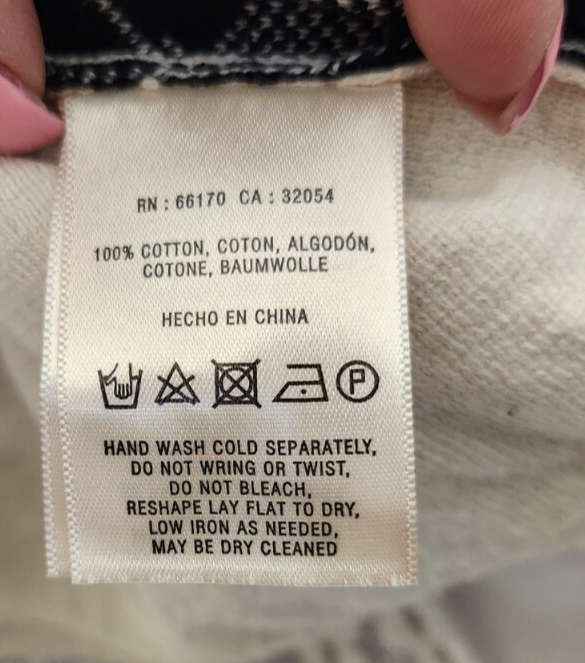 RN : 66170 CA : 32054
100% COTTON, COTON, ALGODÓN,
COTONE, BAUMWOLLE
HECHO EN CHINA
P
HAND WASH COLD SEPARATELY,
DO NOT WRING OR TWIST,
DO NOT BLEACH,
RESHAPE LAY FLAT TO DRY,
LOW IRON AS NEEDED,
MAY BE DRY CLEANED